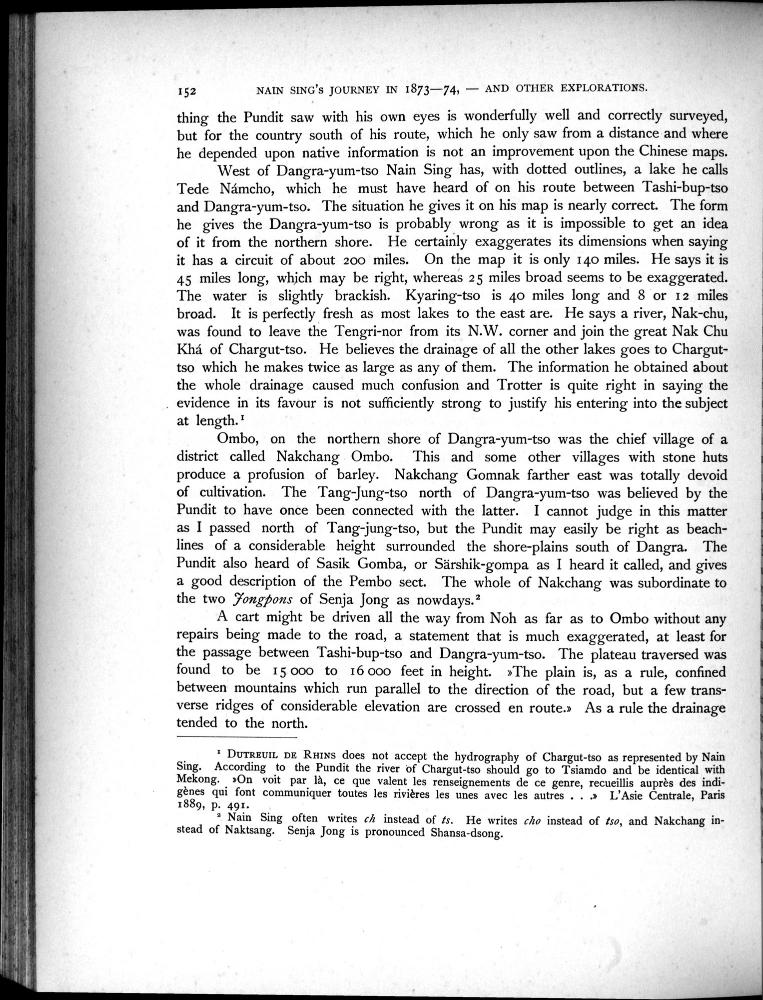 152 NAIN SING'S JOURNEY IN 1873—74, — AND OTHER EXPLORATIONS.
thing the Pundit saw with his own eyes is wonderfully well and correctly surveyed,
but for the country south of his route, which he only saw from a distance and where
he depended upon native information is not an improvement upon the Chinese maps.
West of Dangra-yum-tso Nain Sing has, with dotted outlines, a lake he calls
Tede Námcho, which he must have heard of on his route between Tashi-bup-tso
and Dangra-yum-tso. The situation he gives it on his map is nearly correct. The form
he gives the Dangra-yum-tso is probably wrong as it is impossible to get an idea
of it from the northern shore. He certainly exaggerates its dimensions when saying
it has a circuit of about 200 miles. On the map it is only 140 miles. He says it is
45 miles long, which may be right, whereas 25 miles broad seems to be exaggerated.
The water is slightly brackish. Kyaring-tso is 40 miles long and 8 or 12 miles
broad. It is perfectly fresh as most lakes to the east are. He says a river, Nak-chu,
was found to leave the Tengri-nor from its N.W. corner and join the great Nak Chu
Khá of Chargut-tso. He believes the drainage of all the other lakes goes to Chargut-
tso which he makes twice as large as any of them. The information he obtained about
the whole drainage caused much confusion and Trotter is quite right in saying the
evidence in its favour is not sufficiently strong to justify his entering into the subject
at length.¹
Ombo, on the northern shore of Dangra-yum-tso was the chief village of a
district called Nakchang Ombo. This and some other villages with stone huts
produce a profusion of barley. Nakchang Gomnak farther east was totally devoid
of cultivation. The Tang-Jung-tso north of Dangra-yum-tso was believed by the
Pundit to have once been connected with the latter. I cannot judge in this matter
as I passed north of Tang-jung-tso, but the Pundit may easily be right as beach-
lines of a considerable height surrounded the shore-plains south of Dangra. The
Pundit also heard of Sasik Gomba, or Särshik-gompa as I heard it called, and gives
a good description of the Pembo sect. The whole of Nakchang was subordinate to
the two Jongpons of Senja Jong as nowdays.²
A cart might be driven all the way from Noh as far as to Ombo without any
repairs being made to the road, a statement that is much exaggerated, at least for
the passage between Tashi-bup-tso and Dangra-yum-tso. The plateau traversed was
found to be 15 000 to 16 000 feet in height. »The plain is, as a rule, confined
between mountains which run parallel to the direction of the road, but a few trans-
verse ridges of considerable elevation are crossed en route.» As a rule the drainage
tended to the north.
¹ DUTREUIL DE RHINS does not accept the hydrography of Chargut-tso as represented by Nain
Sing. According to the Pundit the river of Chargut-tso should go to Tsiamdo and be identical with
Mekong. »On voit par là, ce que valent les renseignements de ce genre, recueillis auprès des indi-
gènes qui font communiquer toutes les rivières les unes avec les autres . . .» L'Asie Centrale, Paris
1889, p. 491.
² Nain Sing often writes ch instead of ts. He writes cho instead of tso, and Nakchang in-
stead of Naktsang. Senja Jong is pronounced Shansa-dsong.